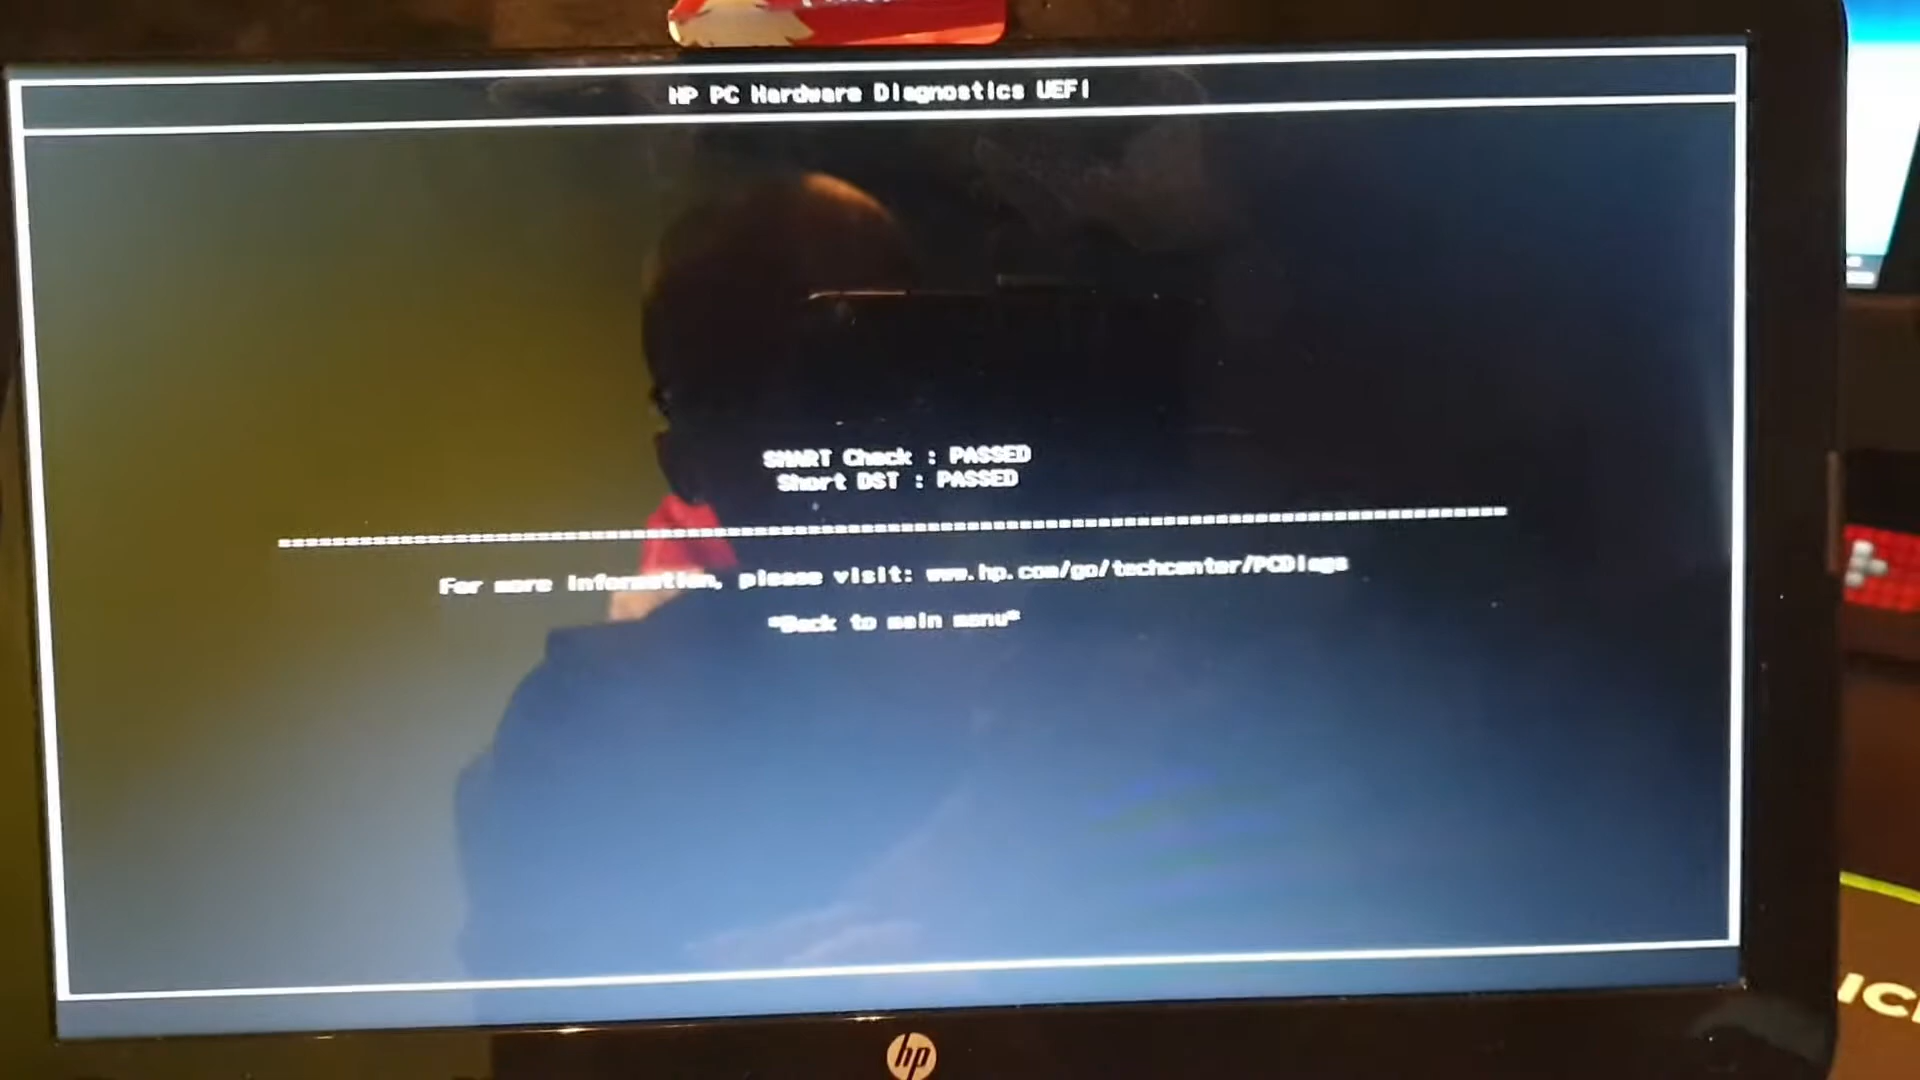 HP PC Hardware Diagnostics UEFI
SMART Check : PASSED
Short DST : PASSED
For more information, please visit: www.hp.com/go/techcenter/PCDiags
*Back to main menu*
hp